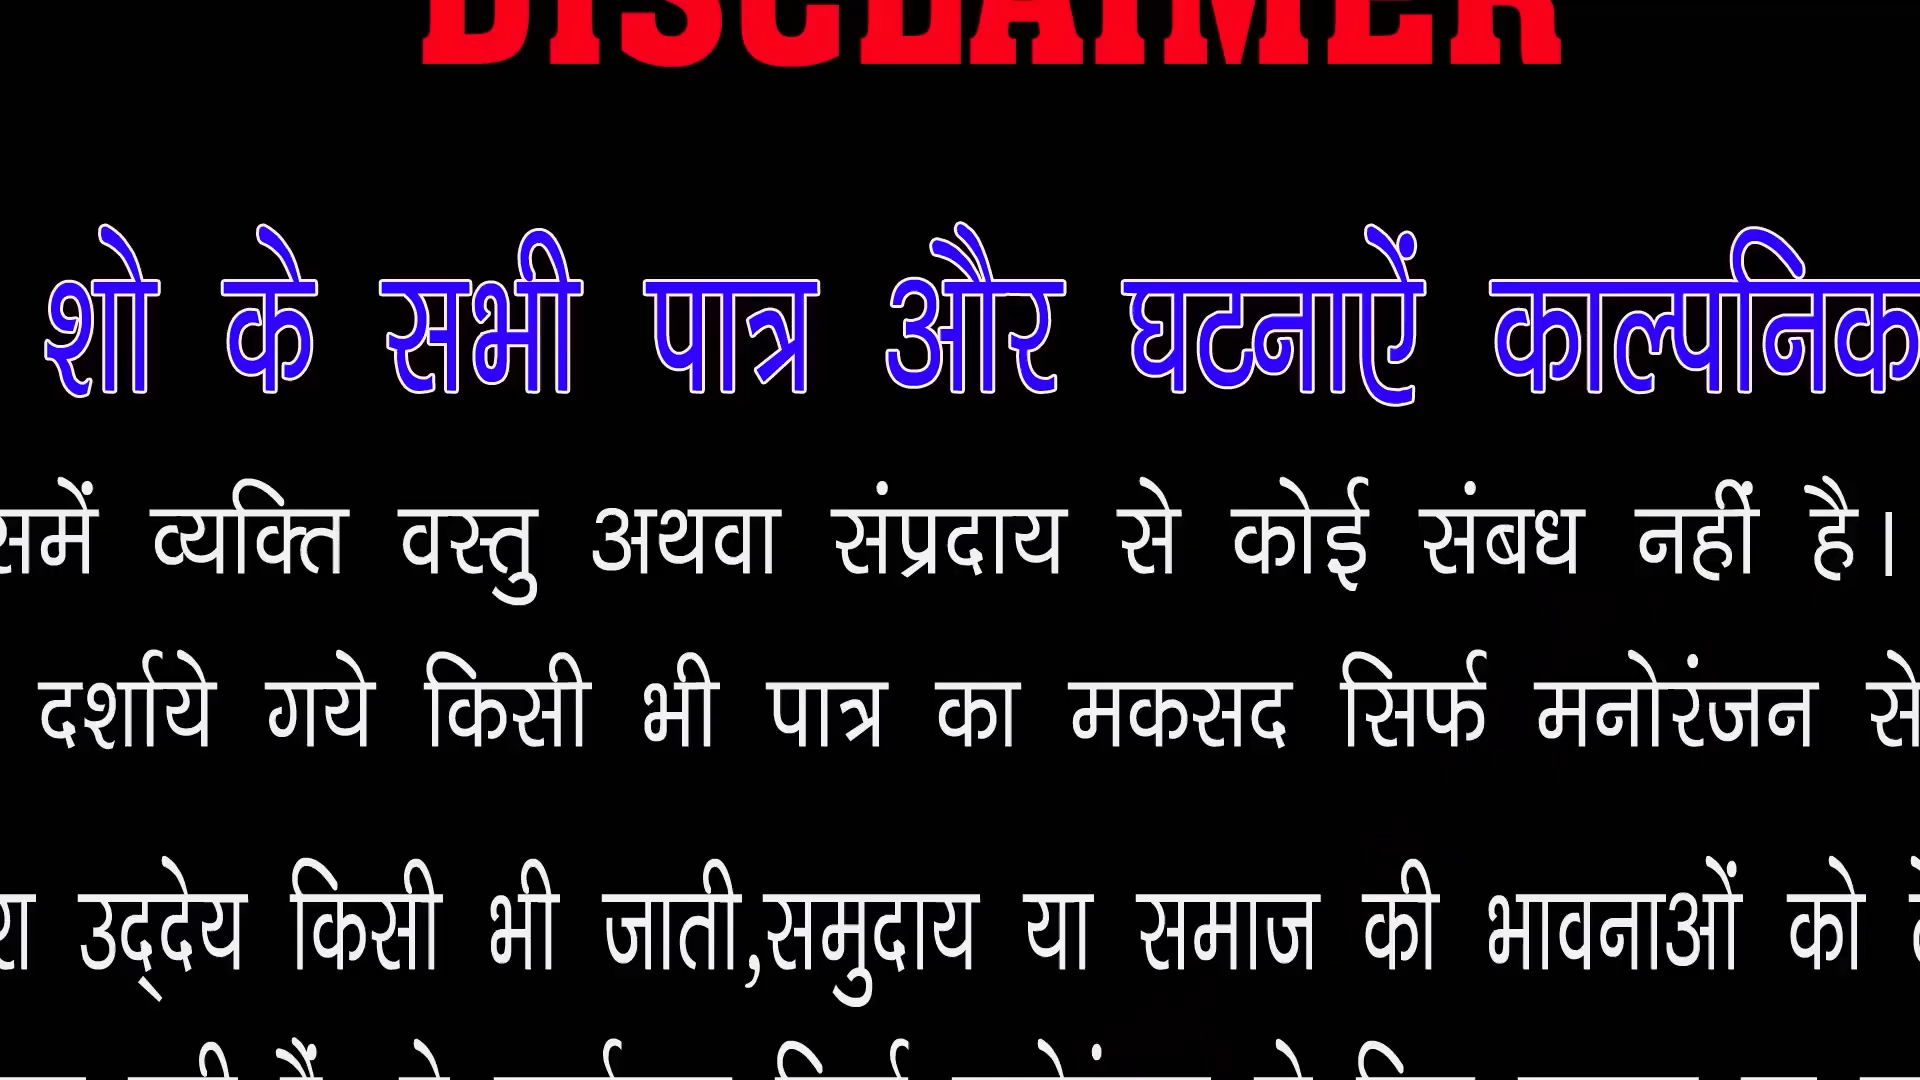 DISCLAIMER
शो के सभी पात्र और घटनाऐं काल्पनिक
समें व्यक्ति वस्तु अथवा संप्रदाय से कोई संबध नहीं है।
दर्शाये गये किसी भी पात्र का मकसद सिर्फ मनोरंजन से
रा उद्देय किसी भी जाती,समुदाय या समाज की भावनाओं को